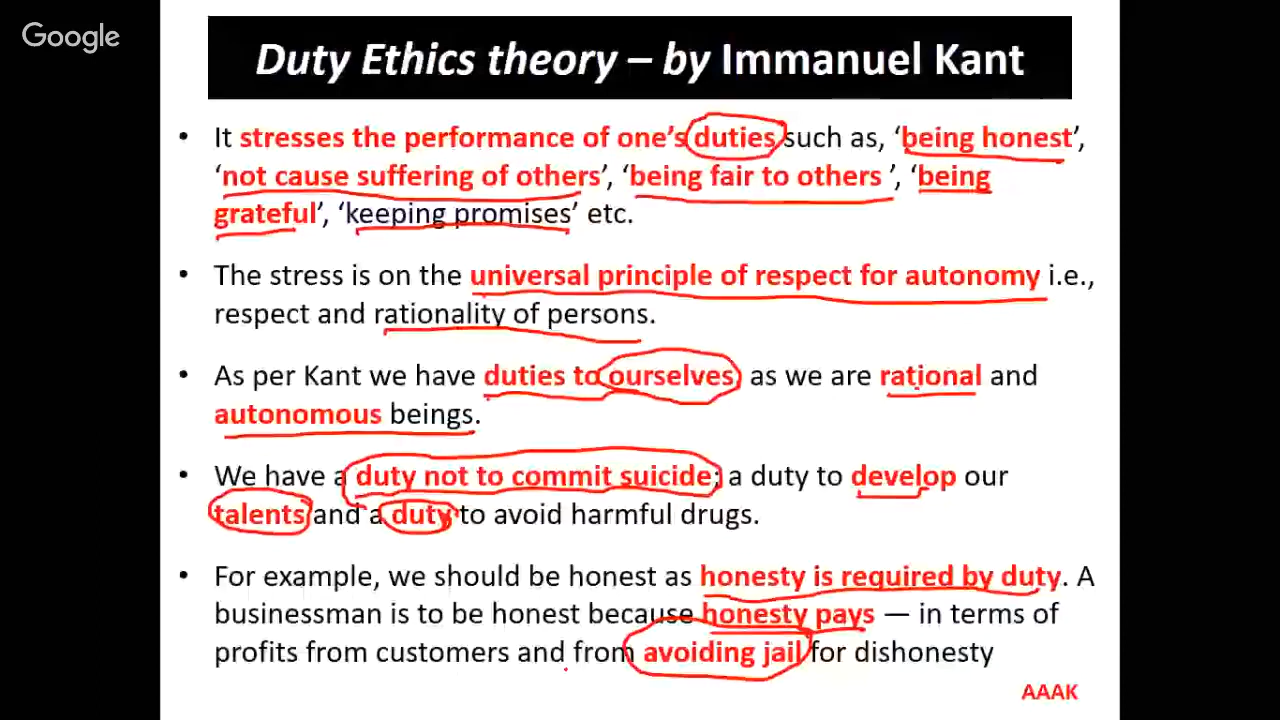 Google
Duty Ethics theory – by Immanuel Kant
• It stresses the performance of one's duties such as, ‘being honest’,
‘not cause suffering of others’, ‘being fair to others ’, ‘being
grateful’, ‘keeping promises’ etc.
• The stress is on the universal principle of respect for autonomy i.e.,
respect and rationality of persons.
• As per Kant we have duties to ourselves as we are rational and
autonomous beings.
• We have a duty not to commit suicide; a duty to develop our
talents and a duty to avoid harmful drugs.
• For example, we should be honest as honesty is required by duty. A
businessman is to be honest because honesty pays — in terms of
profits from customers and from avoiding jail for dishonesty
AAAK